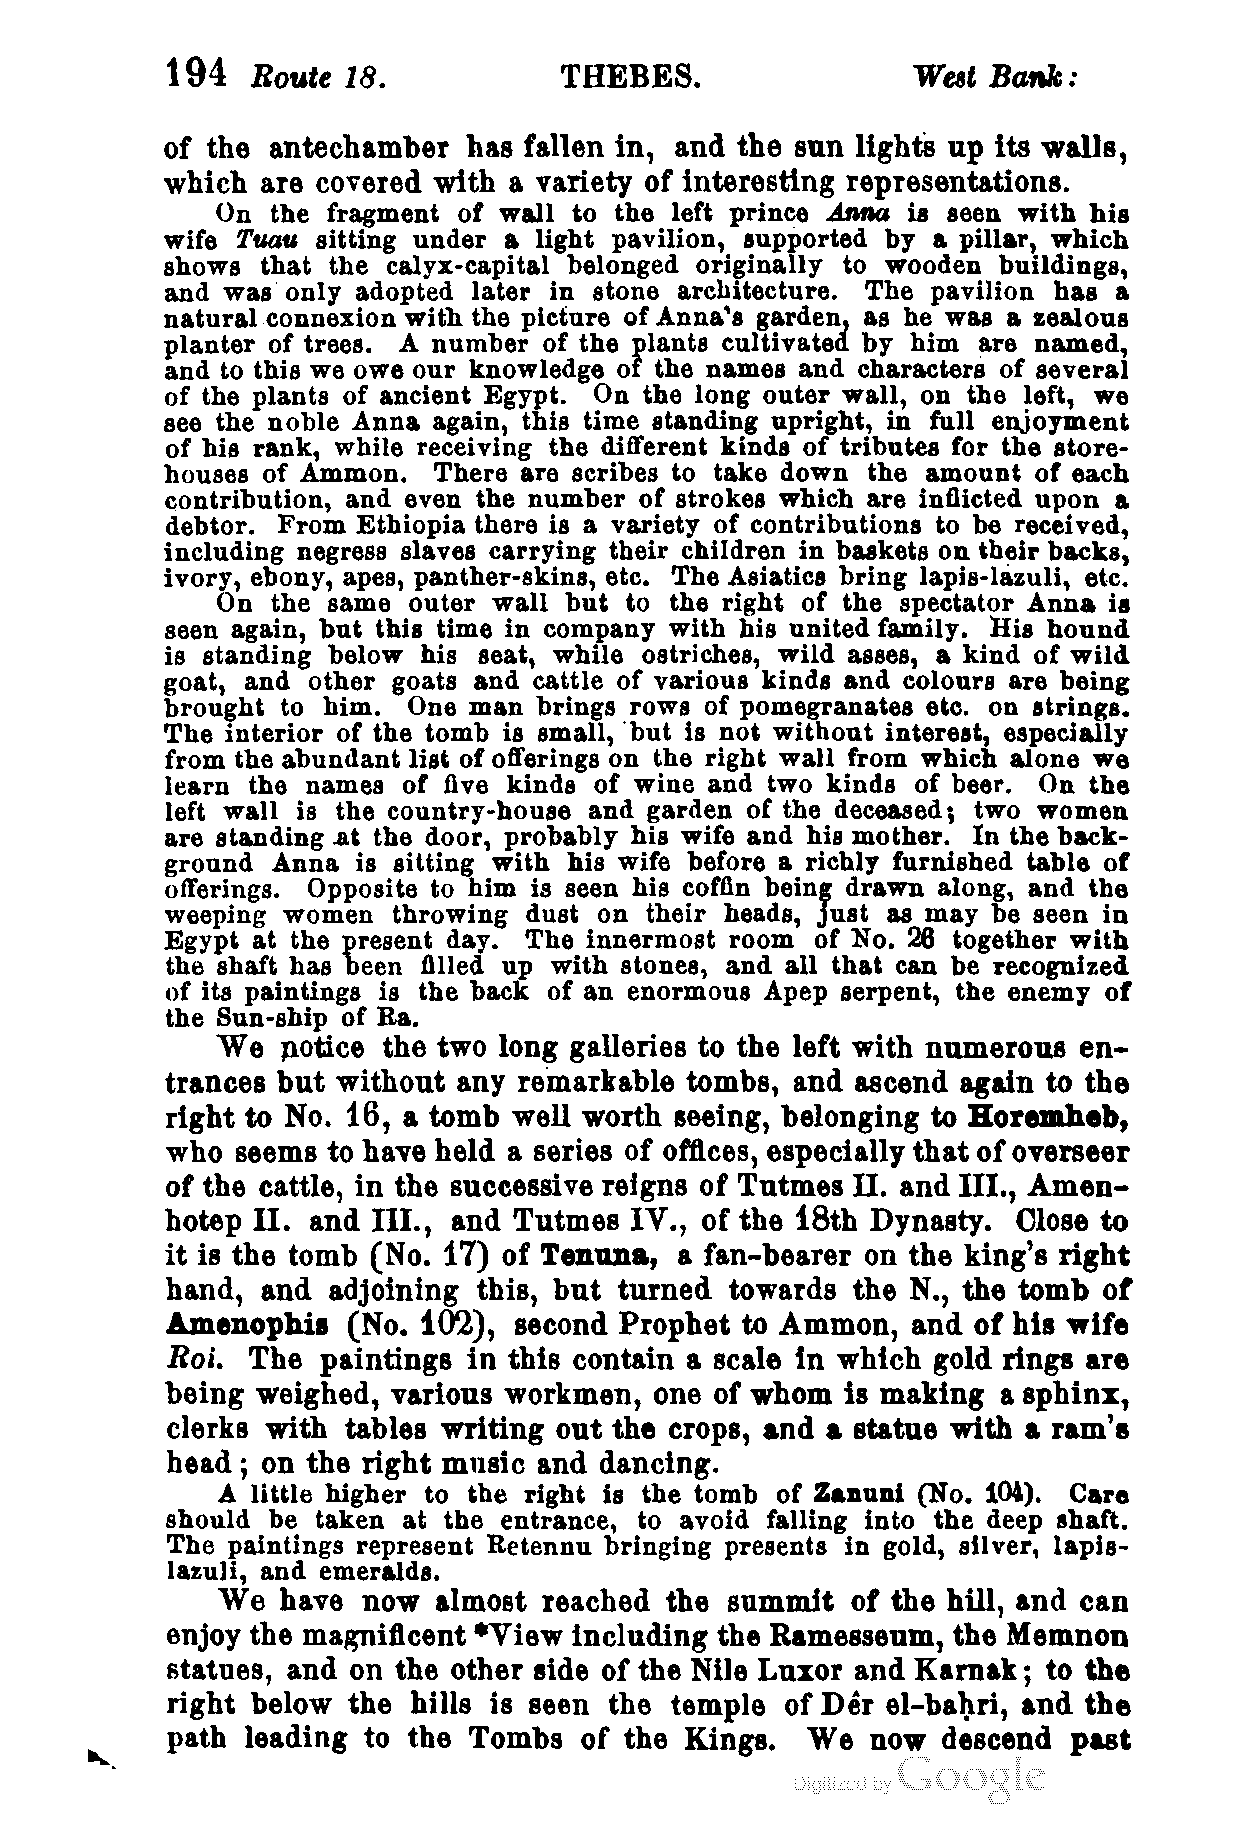 194 Route 18. THEBES. West Bank:
of the antechamber has fallen in, and the sun lights up its walls,
which are covered with a variety of interesting representations.
On the fragment of wall to the left prince Anna is seen with his
wife Tuau sitting under a light pavilion, supported by a pillar, which
shows that the calyx-capital belonged originally to wooden buildings,
and was only adopted later in stone architecture. The pavilion has a
natural connexion with the picture of Anna's garden, as he was a zealous
planter of trees. A number of the plants cultivated by him are named,
and to this we owe our knowledge of the names and characters of several
of the plants of ancient Egypt. On the long outer wall, on the left, we
see the noble Anna again, this time standing upright, in full enjoyment
of his rank, while receiving the different kinds of tributes for the store-
houses of Ammon. There are scribes to take down the amount of each
contribution, and even the number of strokes which are inflicted upon a
debtor. From Ethiopia there is a variety of contributions to be received,
including negress slaves carrying their children in baskets on their backs,
ivory, ebony, apes, panther-skins, etc. The Asiatics bring lapis-lazuli, etc.
On the same outer wall but to the right of the spectator Anna is
seen again, but this time in company with his united family. His hound
is standing below his seat, while ostriches, wild asses, a kind of wild
goat, and other goats and cattle of various kinds and colours are being
brought to him. One man brings rows of pomegranates etc. on strings.
The interior of the tomb is small, but is not without interest, especially
from the abundant list of offerings on the right wall from which alone we
learn the names of five kinds of wine and two kinds of beer. On the
left wall is the country-house and garden of the deceased; two women
are standing at the door, probably his wife and his mother. In the back-
ground Anna is sitting with his wife before a richly furnished table of
offerings. Opposite to him is seen his coffin being drawn along, and the
weeping women throwing dust on their heads, just as may be seen in
Egypt at the present day. The innermost room of No. 26 together with
the shaft has been filled up with stones, and all that can be recognized
of its paintings is the back of an enormous Apep serpent, the enemy of
the Sun-ship of Ra.
We notice the two long galleries to the left with numerous en-
trances but without any remarkable tombs, and ascend again to the
right to No. 16, a tomb well worth seeing, belonging to Horemheb,
who seems to have held a series of offices, especially that of overseer
of the cattle, in the successive reigns of Tutmes II. and III., Amen-
hotep II. and III., and Tutmes IV., of the 18th Dynasty. Close to
it is the tomb (No. 17) of Tenuna, a fan-bearer on the king's right
hand, and adjoining this, but turned towards the N., the tomb of
Amenophis (No. 102), second Prophet to Ammon, and of his wife
Roi. The paintings in this contain a scale in which gold rings are
being weighed, various workmen, one of whom is making a sphinx,
clerks with tables writing out the crops, and a statue with a ram's
head; on the right music and dancing.
A little higher to the right is the tomb of Zanuni (No. 104). Care
should be taken at the entrance, to avoid falling into the deep shaft.
The paintings represent Retennu bringing presents in gold, silver, lapis-
lazuli, and emeralds.
We have now almost reached the summit of the hill, and can
enjoy the magnificent *View including the Ramesseum, the Memnon
statues, and on the other side of the Nile Luxor and Karnak; to the
right below the hills is seen the temple of Dêr el-baḥri, and the
path leading to the Tombs of the Kings. We now descend past
Digitized by Google